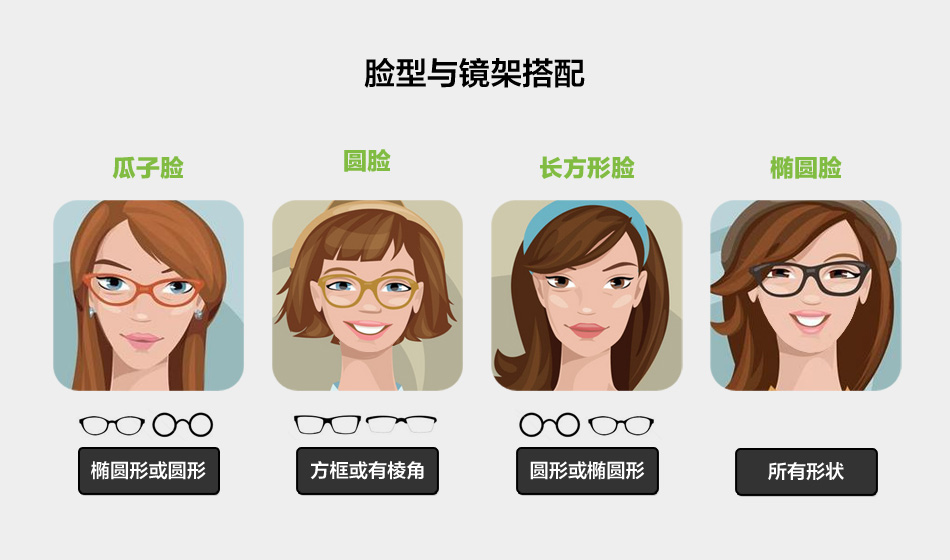 脸型与镜架搭配
瓜子脸
圆脸
长方形脸
椭圆脸
椭圆形或圆形
方框或有棱角
圆形或椭圆形
所有形状